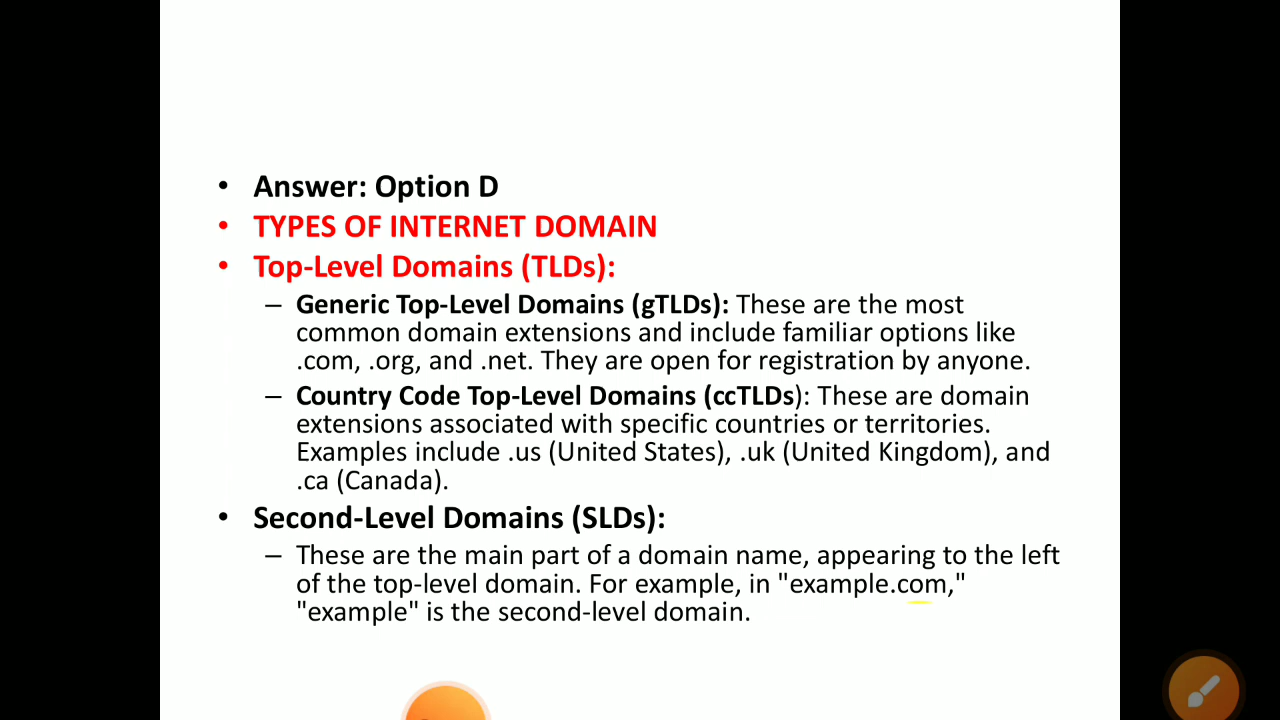 • Answer: Option D
• TYPES OF INTERNET DOMAIN
• Top-Level Domains (TLDs):
– Generic Top-Level Domains (gTLDs): These are the most
common domain extensions and include familiar options like
.com, .org, and .net. They are open for registration by anyone.
– Country Code Top-Level Domains (ccTLDs): These are domain
extensions associated with specific countries or territories.
Examples include .us (United States), .uk (United Kingdom), and
.ca (Canada).
• Second-Level Domains (SLDs):
– These are the main part of a domain name, appearing to the left
of the top-level domain. For example, in "example.com,"
"example" is the second-level domain.